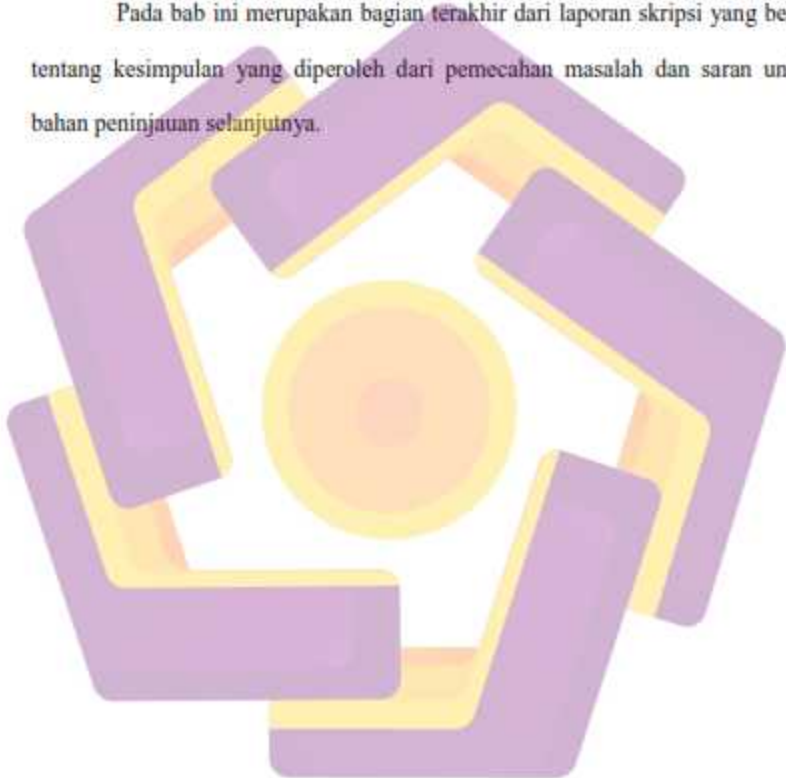 Pada bab ini merupakan bagian terakhir dari laporan skripsi yang be
tentang kesimpulan yang diperoleh dari pemecahan masalah dan saran un
bahan peninjauan selanjutnya.